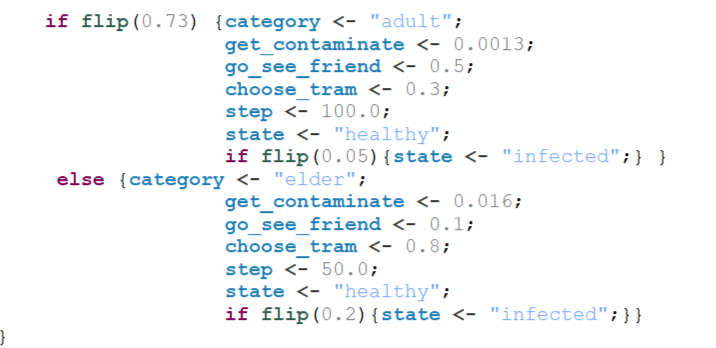 if flip(0.73) {category <- "adult";
get_contaminate <- 0.0013;
go_see_friend <- 0.5;
choose_tram <- 0.3;
step <- 100.0;
state <- "healthy";
if flip(0.05){state <- "infected";} }
else {category <- "elder";
get_contaminate <- 0.016;
go_see_friend <- 0.1;
choose_tram <- 0.8;
step <- 50.0;
state <- "healthy";
if flip(0.2){state <- "infected";}}
}